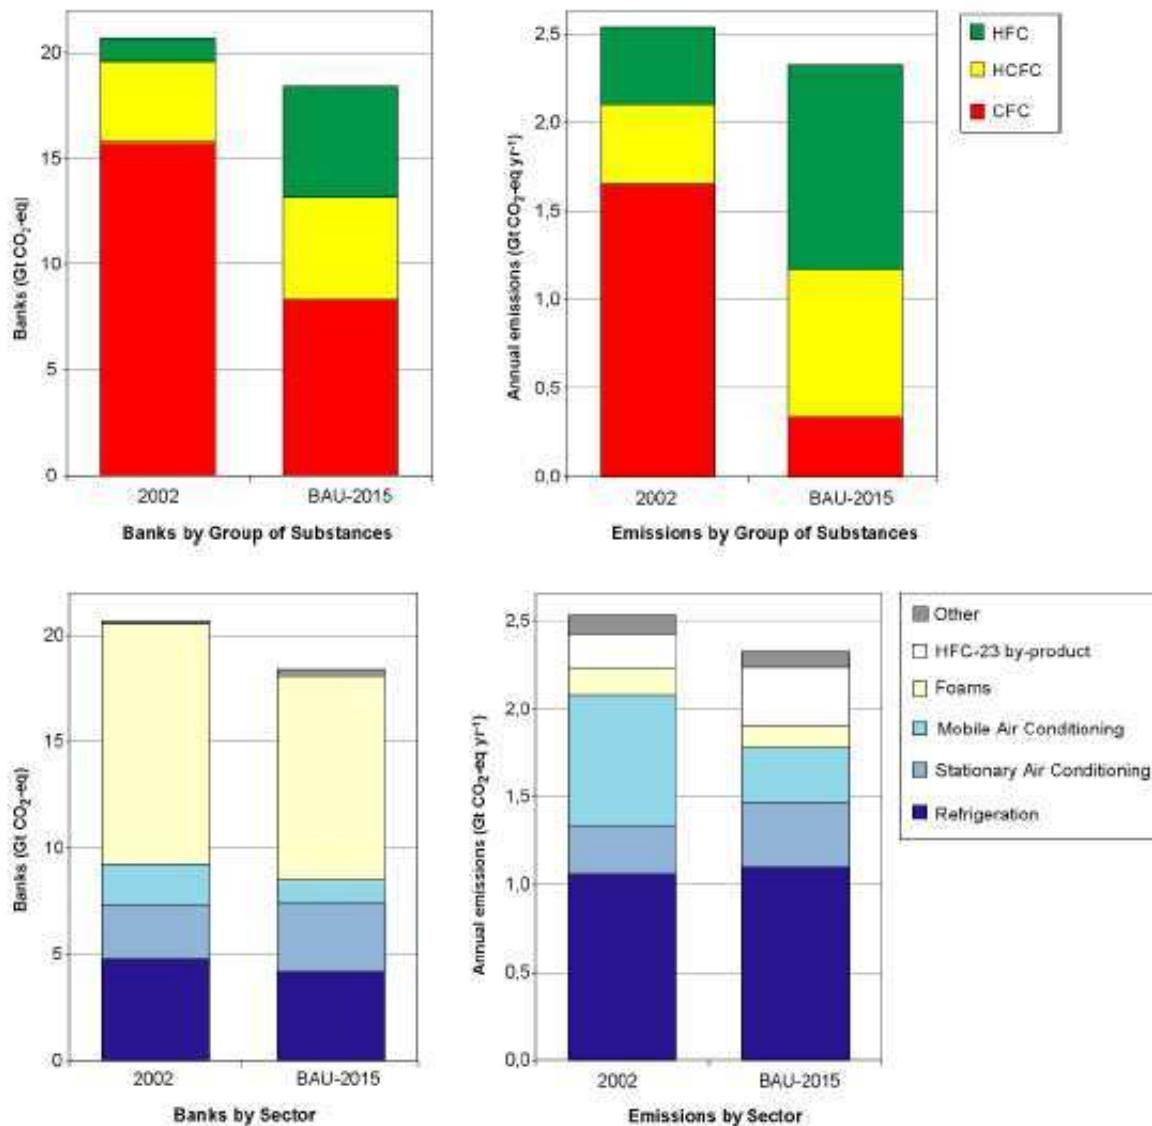 20
15
10
5
0
Banks (Gt CO₂-eq)
2002
BAU-2015
Banks by Group of Substances
2,5
2,0
1,5
1,0
0,5
0,0
Annual emissions (Gt CO₂-eq yr⁻¹)
2002
BAU-2015
Emissions by Group of Substances
HFC
HCFC
CFC
20
15
10
5
0
Banks (Gt CO₂-eq)
2002
BAU-2015
Banks by Sector
2,5
2,0
1,5
1,0
0,5
0,0
Annual emissions (Gt CO₂-eq yr⁻¹)
2002
BAU-2015
Emissions by Sector
Other
HFC-23 by-product
Foams
Mobile Air Conditioning
Stationary Air Conditioning
Refrigeration